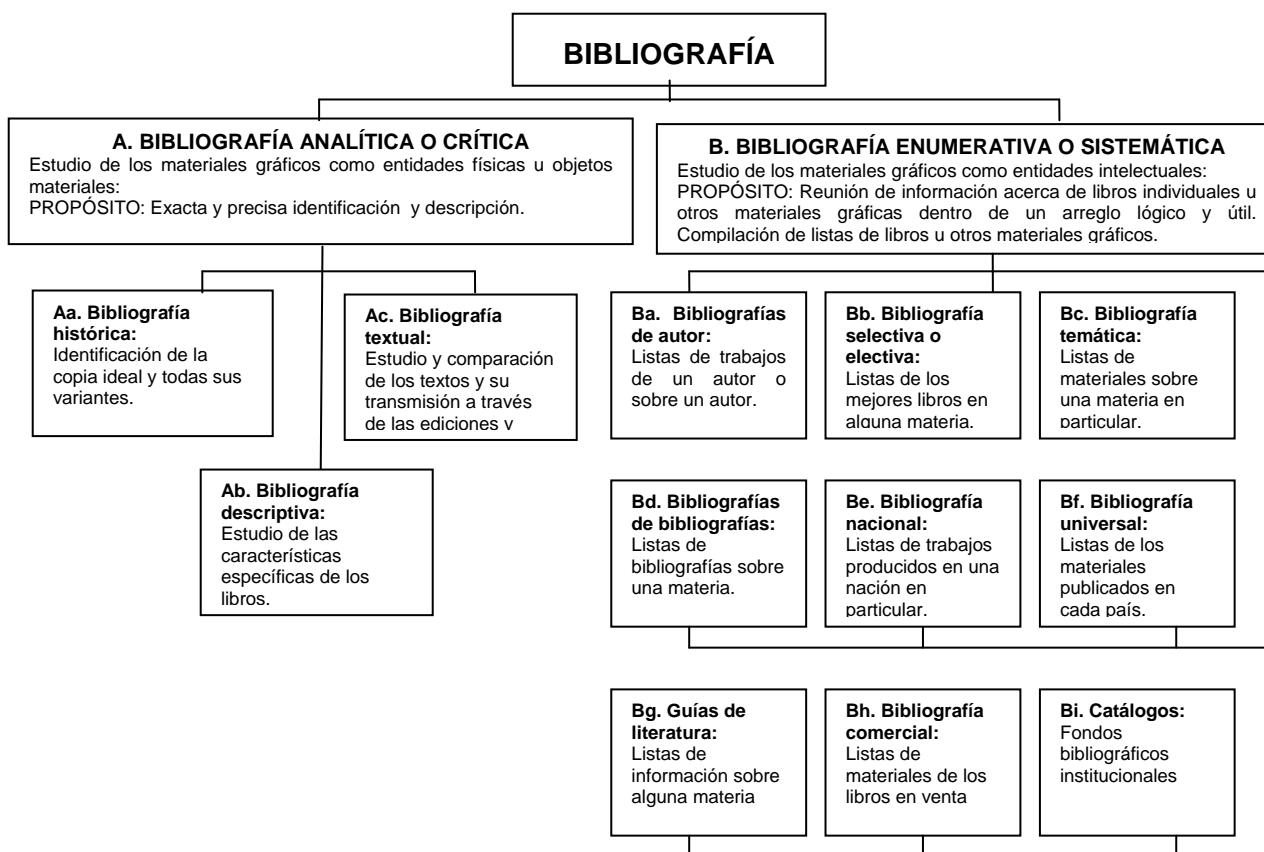 BIBLIOGRAFÍA
A. BIBLIOGRAFÍA ANALÍTICA O CRÍTICA
Estudio de los materiales gráficos como entidades físicas u objetos
materiales:
PROPÓSITO: Exacta y precisa identificación y descripción.
B. BIBLIOGRAFÍA ENUMERATIVA O SISTEMÁTICA
Estudio de los materiales gráficos como entidades intelectuales:
PROPÓSITO: Reunión de información acerca de libros individuales u
otros materiales gráficas dentro de un arreglo lógico y útil.
Compilación de listas de libros u otros materiales gráficos.
Aa. Bibliografía
histórica:
Identificación de la
copia ideal y todas sus
variantes.
Ac. Bibliografía
textual:
Estudio y comparación
de los textos y su
transmisión a través
de las ediciones y
Ab. Bibliografía
descriptiva:
Estudio de las
características
específicas de los
libros.
Ba. Bibliografías
de autor:
Listas de trabajos
de un autor o
sobre un autor.
Bb. Bibliografía
selectiva o
electiva:
Listas de los
mejores libros en
alguna materia.
Bc. Bibliografía
temática:
Listas de
materiales sobre
una materia en
particular.
Bd. Bibliografías
de bibliografías:
Listas de
bibliografías sobre
una materia.
Be. Bibliografía
nacional:
Listas de trabajos
producidos en una
nación en
particular.
Bf. Bibliografía
universal:
Listas de los
materiales
publicados en
cada país.
Bg. Guías de
literatura:
Listas de
información sobre
alguna materia
Bh. Bibliografía
comercial:
Listas de
materiales de los
libros en venta
Bi. Catálogos:
Fondos
bibliográficos
institucionales